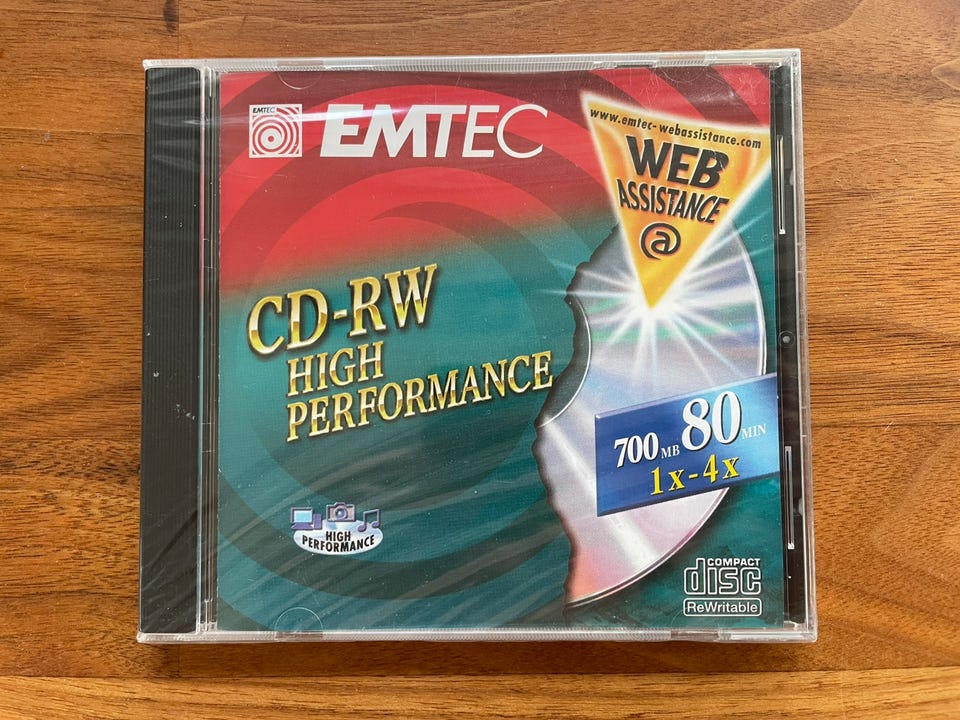 EMTEC
EMTEC
www.emtec-webassistance.com
WEB
ASSISTANCE
@
CD-RW
HIGH
PERFORMANCE
700 MB 80 MIN
1x-4x
HIGH
PERFORMANCE
COMPACT
disc
ReWritable